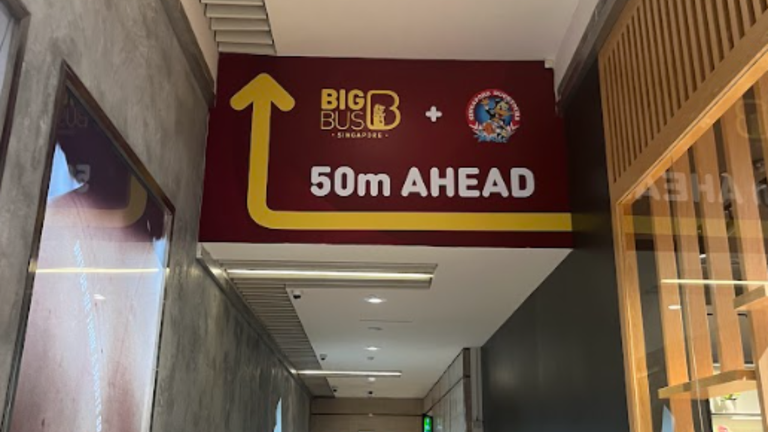 BIG
BUS
• SINGAPORE •
+
50m AHEAD